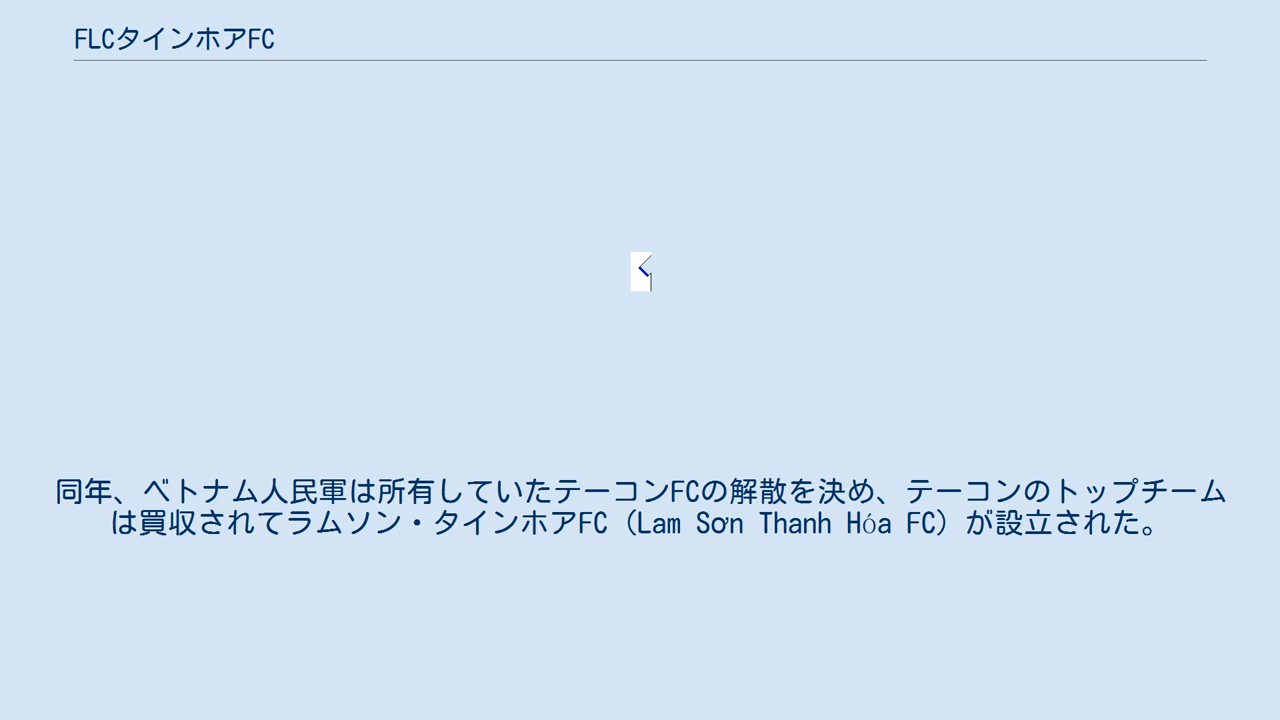 FLCタインホアFC
同年、ベトナム人民軍は所有していたテーコンFCの解散を決め、テーコンのトップチーム
は買収されてラムソン・タインホアFC（Lam Sơn Thanh Hóa FC）が設立された。